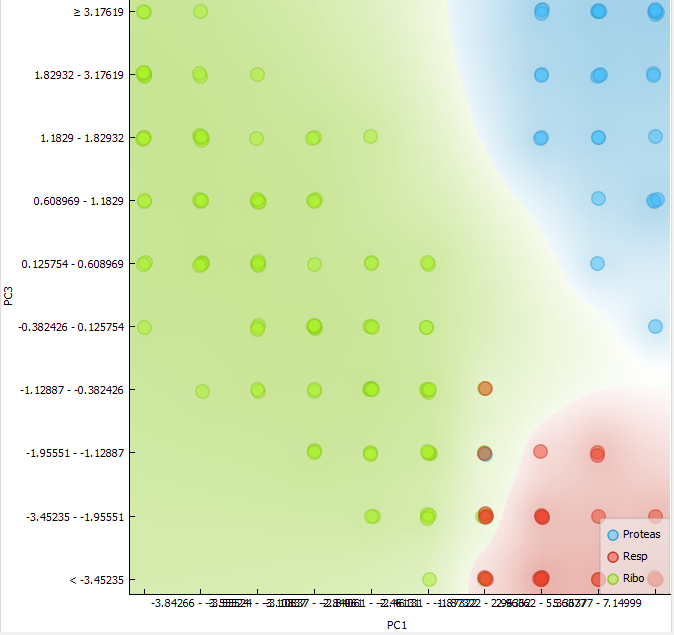 ≥ 3.17619
1.82932 - 3.17619
1.1829 - 1.82932
0.608969 - 1.1829
0.125754 - 0.608969
-0.382426 - 0.125754
-1.12887 - -0.382426
-1.95551 - -1.12887
-3.45235 - -1.95551
< -3.45235
PC3
Proteas
Resp
Ribo
-3.84266 -
- 7.14999
PC1